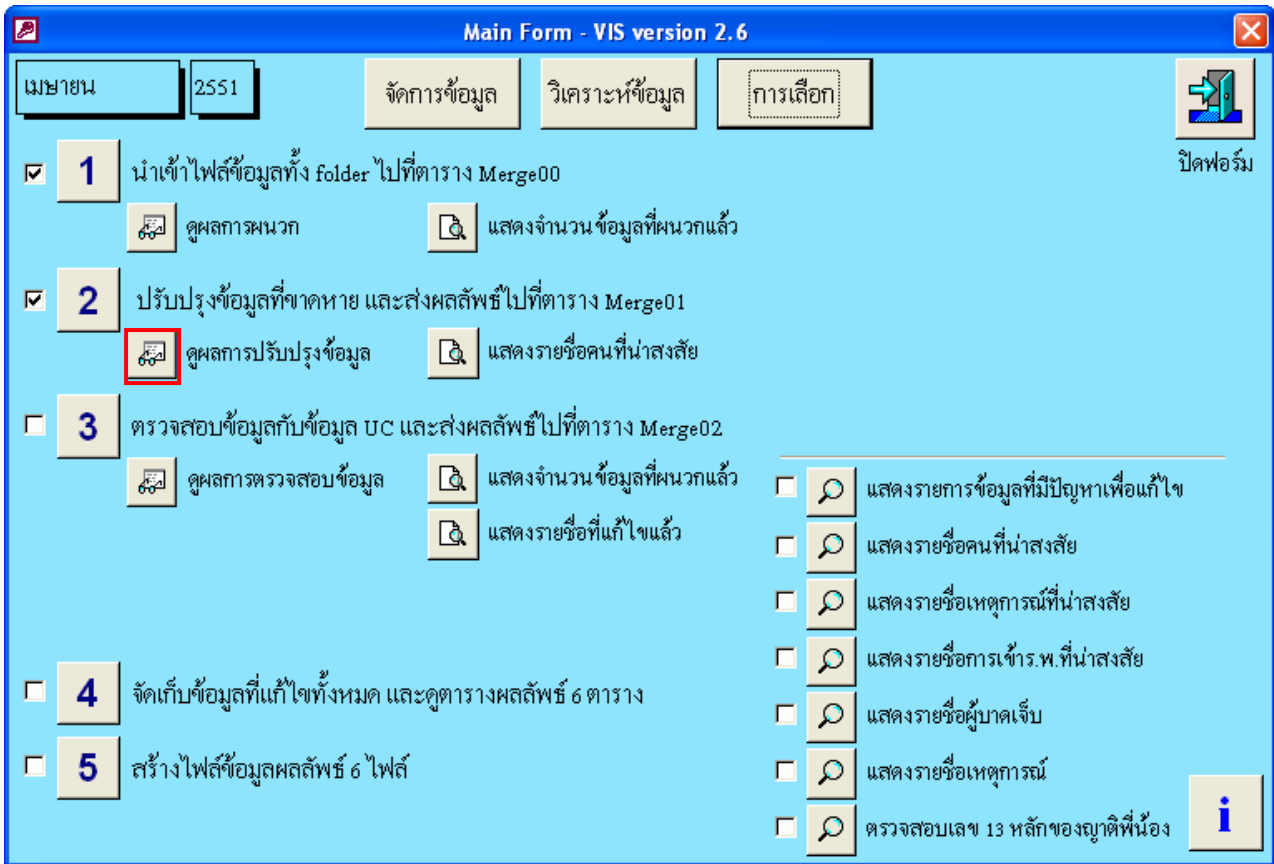 Main Form - VIS version 2.6
เมษายน 2551 จัดการข้อมูล วิเคราะห์ข้อมูล การเลือก
ปิดฟอร์ม
1 นำเข้าไฟล์ข้อมูลทั้ง folder ไปที่ตาราง Merge00
ดูผลการผนวก แสดงจำนวนข้อมูลที่ผนวกแล้ว
2 ปรับปรุงข้อมูลที่ขาดหาย และส่งผลลัพธ์ไปที่ตาราง Merge01
ดูผลการปรับปรุงข้อมูล แสดงรายชื่อคนที่น่าสงสัย
3 ตรวจสอบข้อมูลกับข้อมูล UC และส่งผลลัพธ์ไปที่ตาราง Merge02
ดูผลการตรวจสอบข้อมูล แสดงจำนวนข้อมูลที่ผนวกแล้ว
แสดงรายชื่อที่แก้ไขแล้ว
4 จัดเก็บข้อมูลที่แก้ไขทั้งหมด และดูตารางผลลัพธ์ 6 ตาราง
5 สร้างไฟล์ข้อมูลผลลัพธ์ 6 ไฟล์
แสดงรายการข้อมูลที่มีปัญหาเพื่อแก้ไข
แสดงรายชื่อคนที่น่าสงสัย
แสดงรายชื่อเหตุการณ์ที่น่าสงสัย
แสดงรายชื่อการเข้าร.พ.ที่น่าสงสัย
แสดงรายชื่อผู้บาดเจ็บ
แสดงรายชื่อเหตุการณ์
ตรวจสอบเลข 13 หลักของญาติพี่น้อง
i